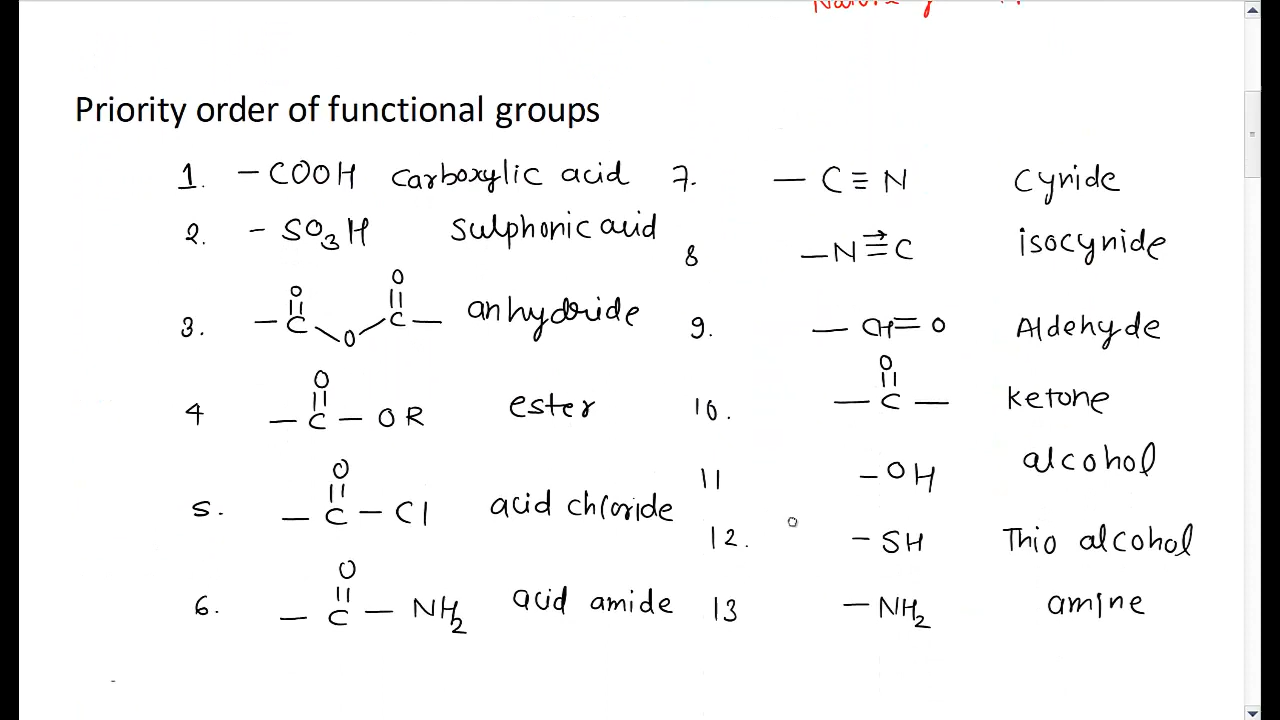 Priority order of functional groups
1. -COOH carboxylic acid
2. -SO3H sulphonic acid
3. -C(=O)-O-C(=O)- anhydride
4 -C(=O)-OR ester
5. -C(=O)-Cl acid chloride
6. -C(=O)-NH2 acid amide
7. -C≡N cynide
8 -N≡C isocynide
9. -CH=O Aldehyde
10. -C(=O)- ketone
11 -OH alcohol
12. -SH Thio alcohol
13 -NH2 amine